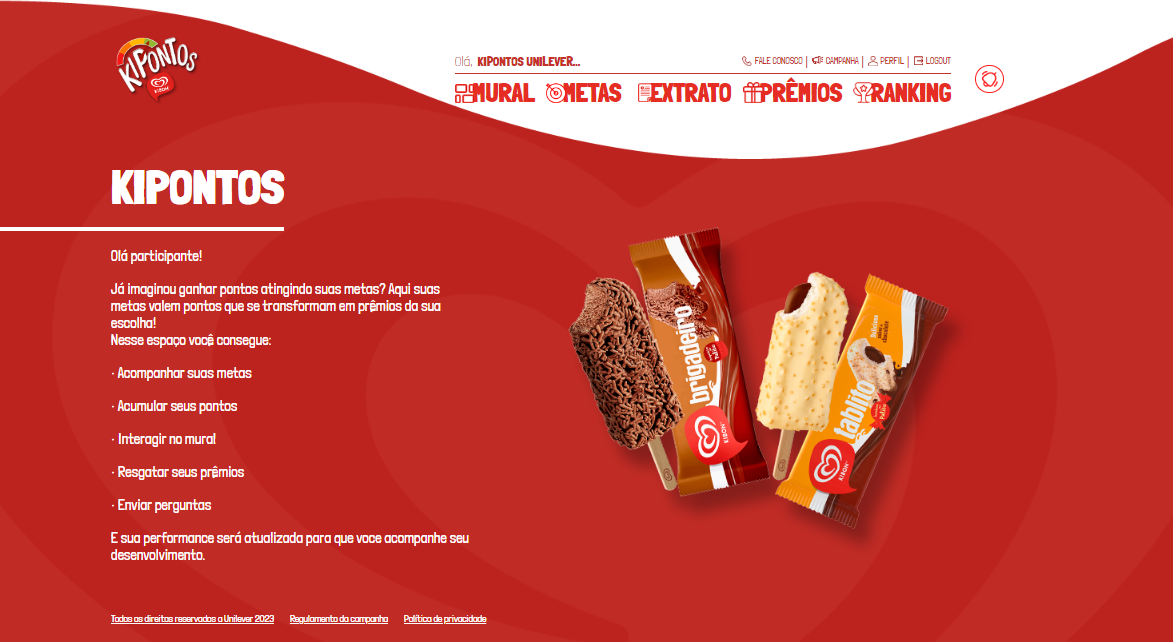 KIPONTOS
KIBON
Olá, KIPONTOS UNILEVER...
FALE CONOSCO | CAMPANHA | PERFIL | LOGOUT
MURAL METAS EXTRATO PRÊMIOS RANKING
KIPONTOS
Olá participante!
Já imaginou ganhar pontos atingindo suas metas? Aqui suas
metas valem pontos que se transformam em prêmios da sua
escolha!
Nesse espaço você consegue:
· Acompanhar suas metas
· Acumular seus pontos
· Interagir no mural
· Resgatar seus prêmios
· Enviar perguntas
E sua performance será atualizada para que voce acompanhe seu
desenvolvimento.
brigadeiro
KIBON
tablito
KIBON
Todos os direitos reservados a Unilever 2023 Regulamento da campanha Política de privacidade